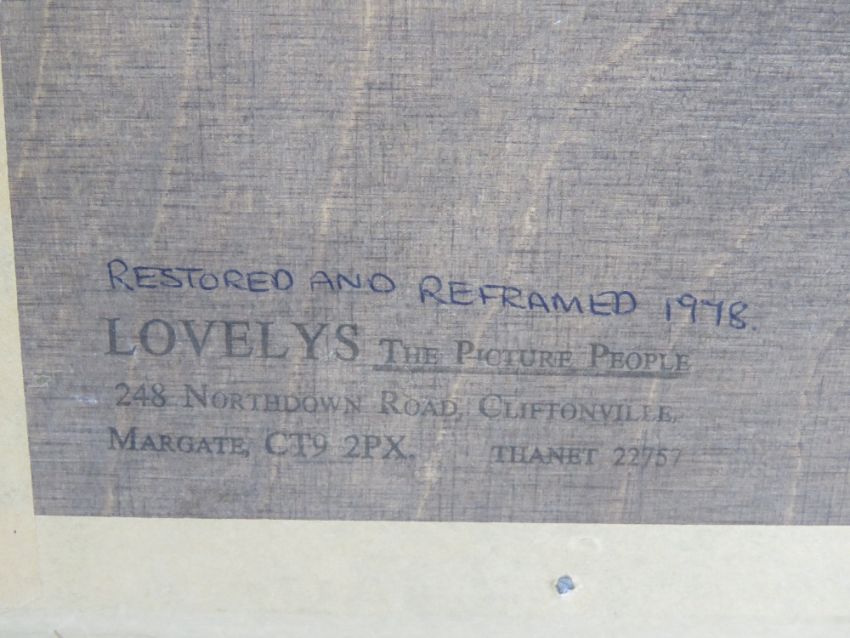 RESTORED AND REFRAMED 1978.
LOVELYS THE PICTURE PEOPLE
248 NORTHDOWN ROAD, CLIFTONVILLE,
MARGATE, CT9 2PX. THANET 22757